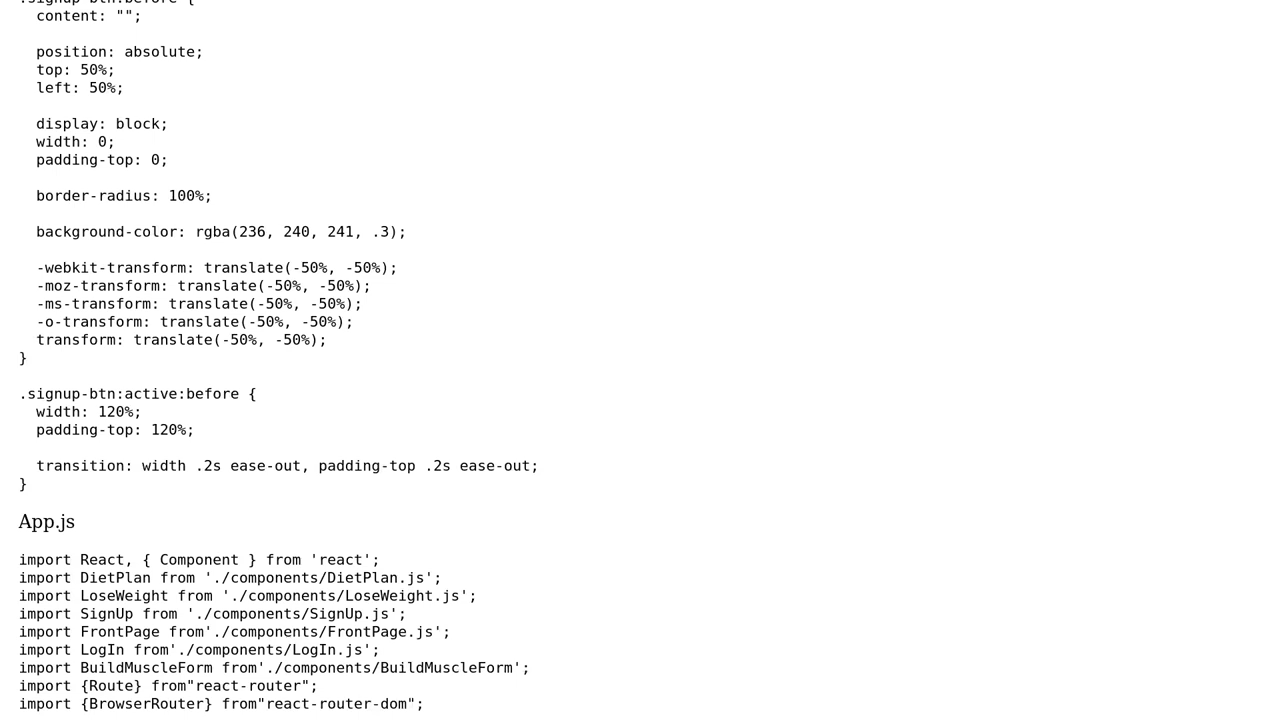 .signup-btn:before {
content: "";
position: absolute;
top: 50%;
left: 50%;
display: block;
width: 0;
padding-top: 0;
border-radius: 100%;
background-color: rgba(236, 240, 241, .3);
-webkit-transform: translate(-50%, -50%);
-moz-transform: translate(-50%, -50%);
-ms-transform: translate(-50%, -50%);
-o-transform: translate(-50%, -50%);
transform: translate(-50%, -50%);
}
.signup-btn:active:before {
width: 120%;
padding-top: 120%;
transition: width .2s ease-out, padding-top .2s ease-out;
}
App.js
import React, { Component } from 'react';
import DietPlan from './components/DietPlan.js';
import LoseWeight from './components/LoseWeight.js';
import SignUp from './components/SignUp.js';
import FrontPage from'./components/FrontPage.js';
import LogIn from'./components/LogIn.js';
import BuildMuscleForm from'./components/BuildMuscleForm';
import {Route} from"react-router";
import {BrowserRouter} from"react-router-dom";